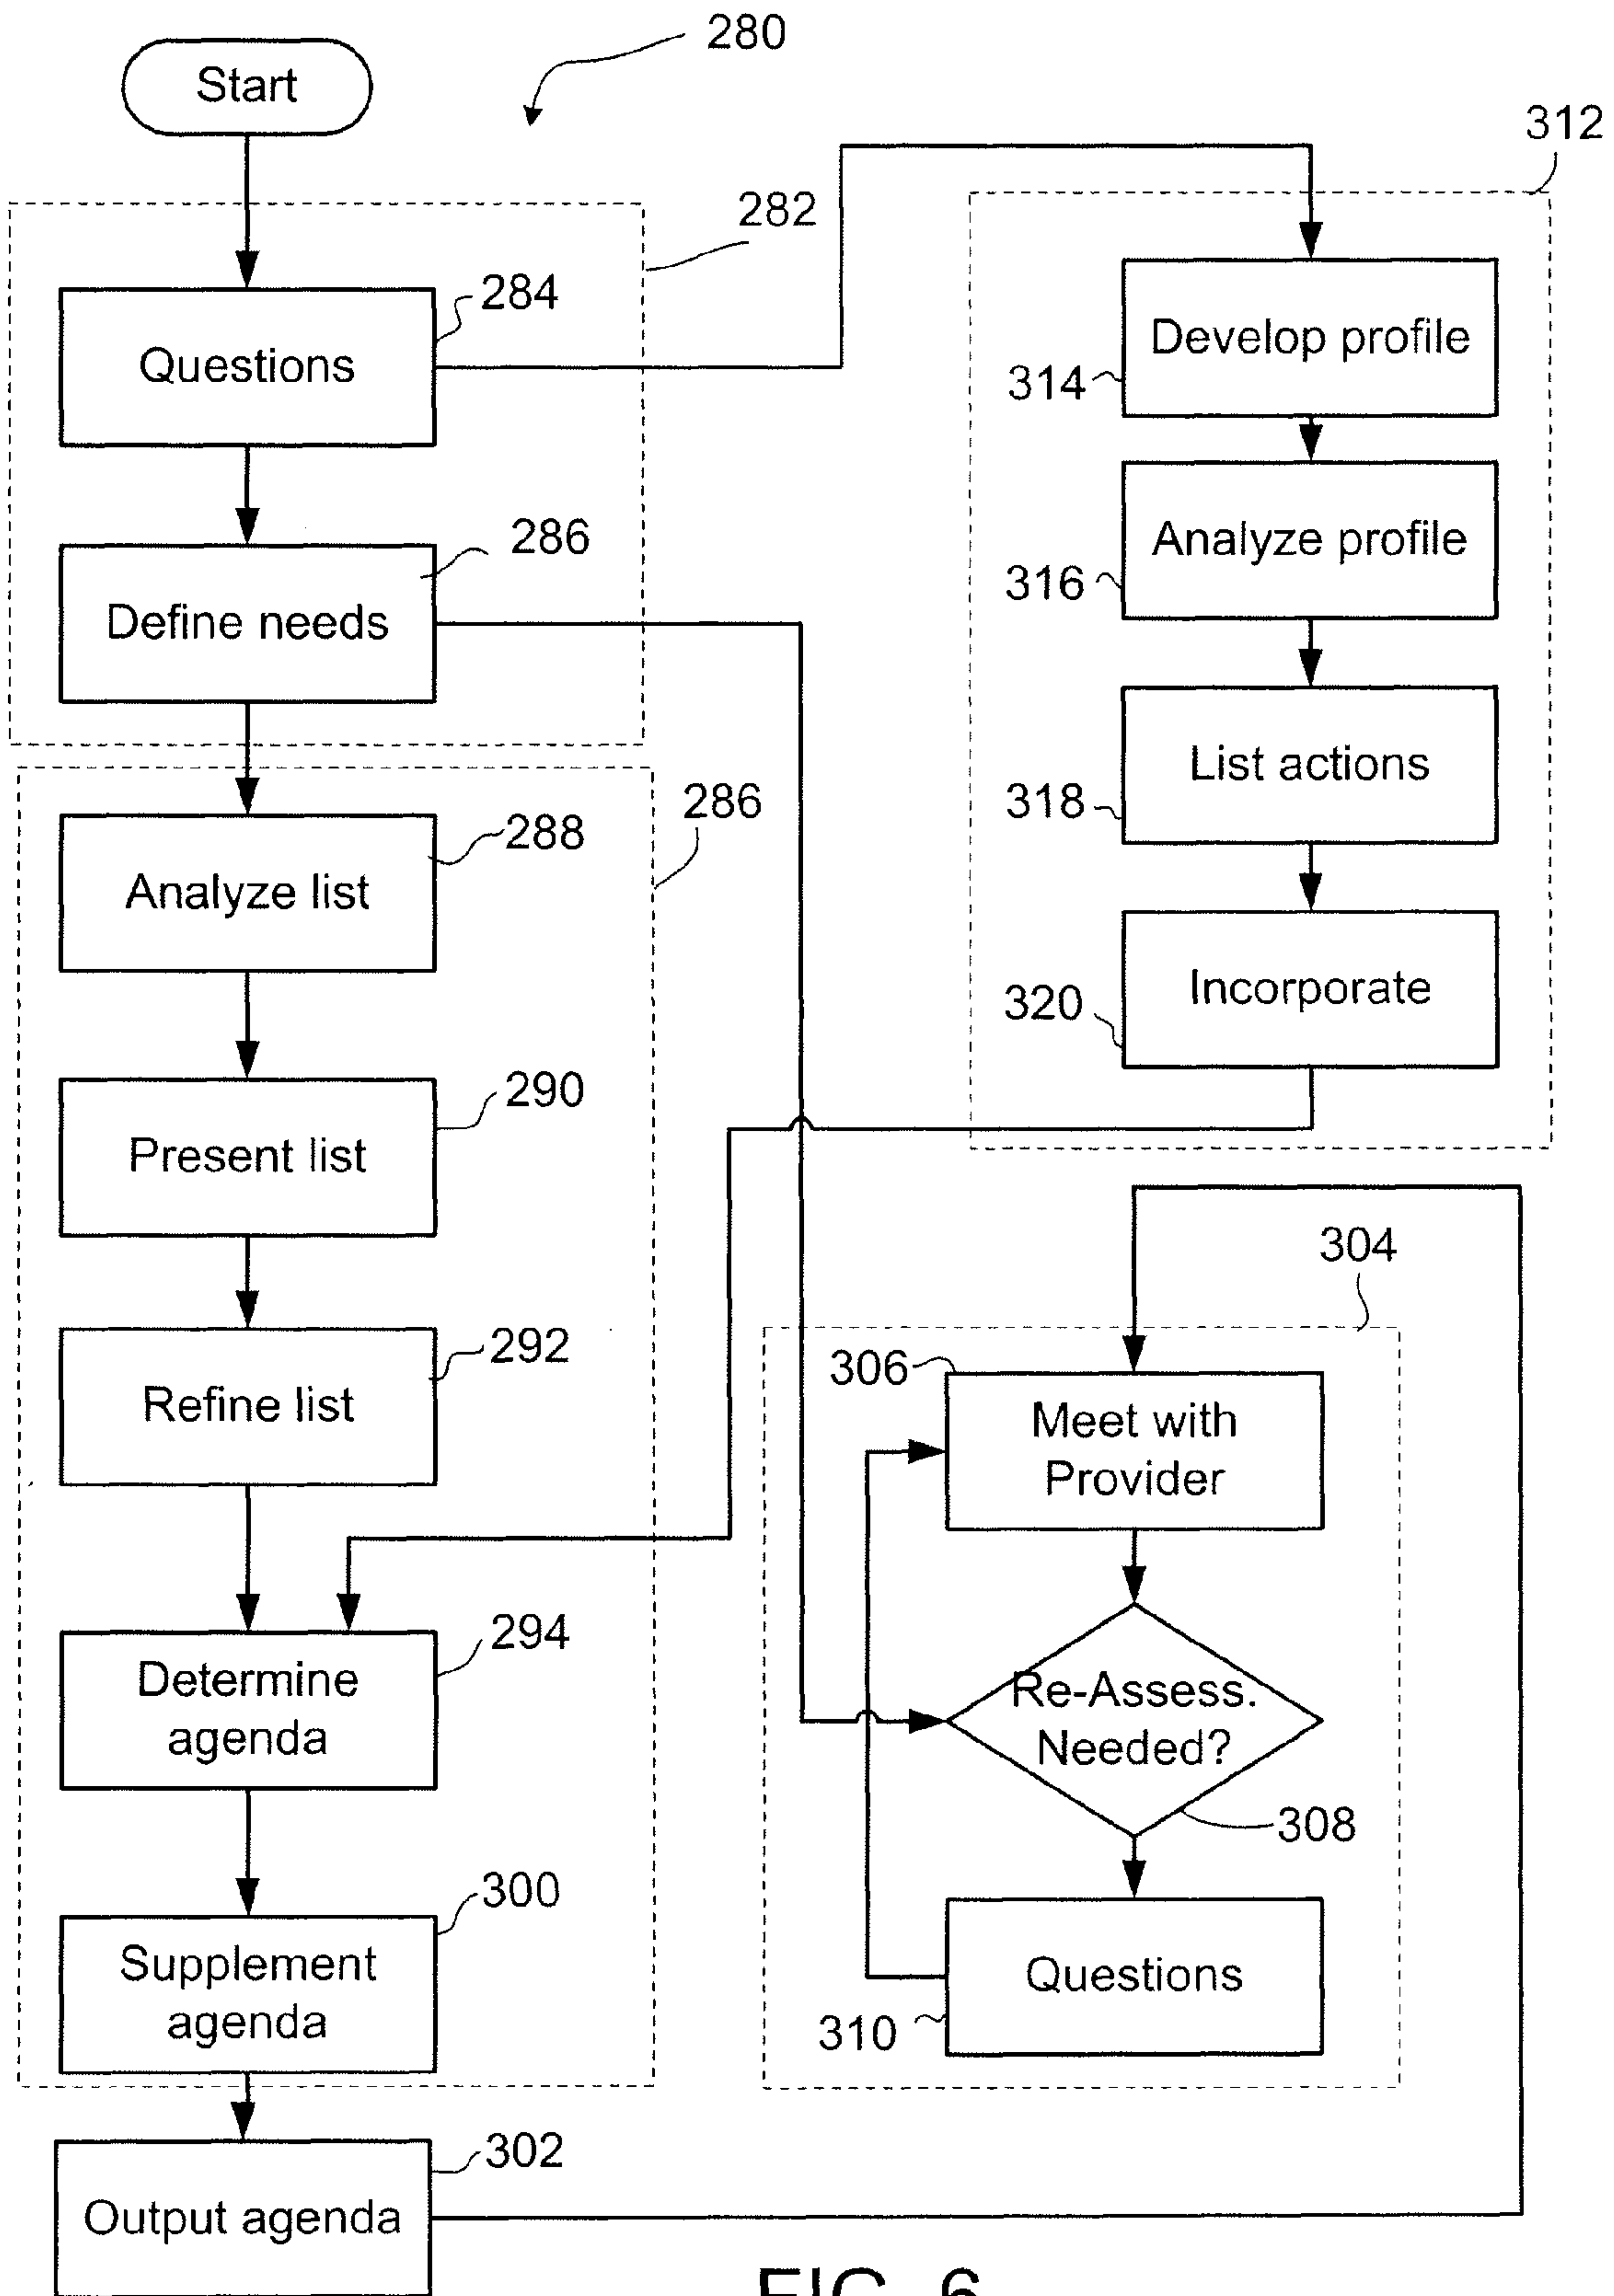 280
Start
312
282
284
Questions
Develop profile
314
286
Define needs
Analyze profile
316
286
288
Analyze list
List actions
318
290
Present list
Incorporate
320
304
292
Refine list
306
Meet with
Provider
294
Determine
agenda
Re-Assess.
Needed?
308
300
Supplement
agenda
Questions
310
302
Output agenda
FIG. 6